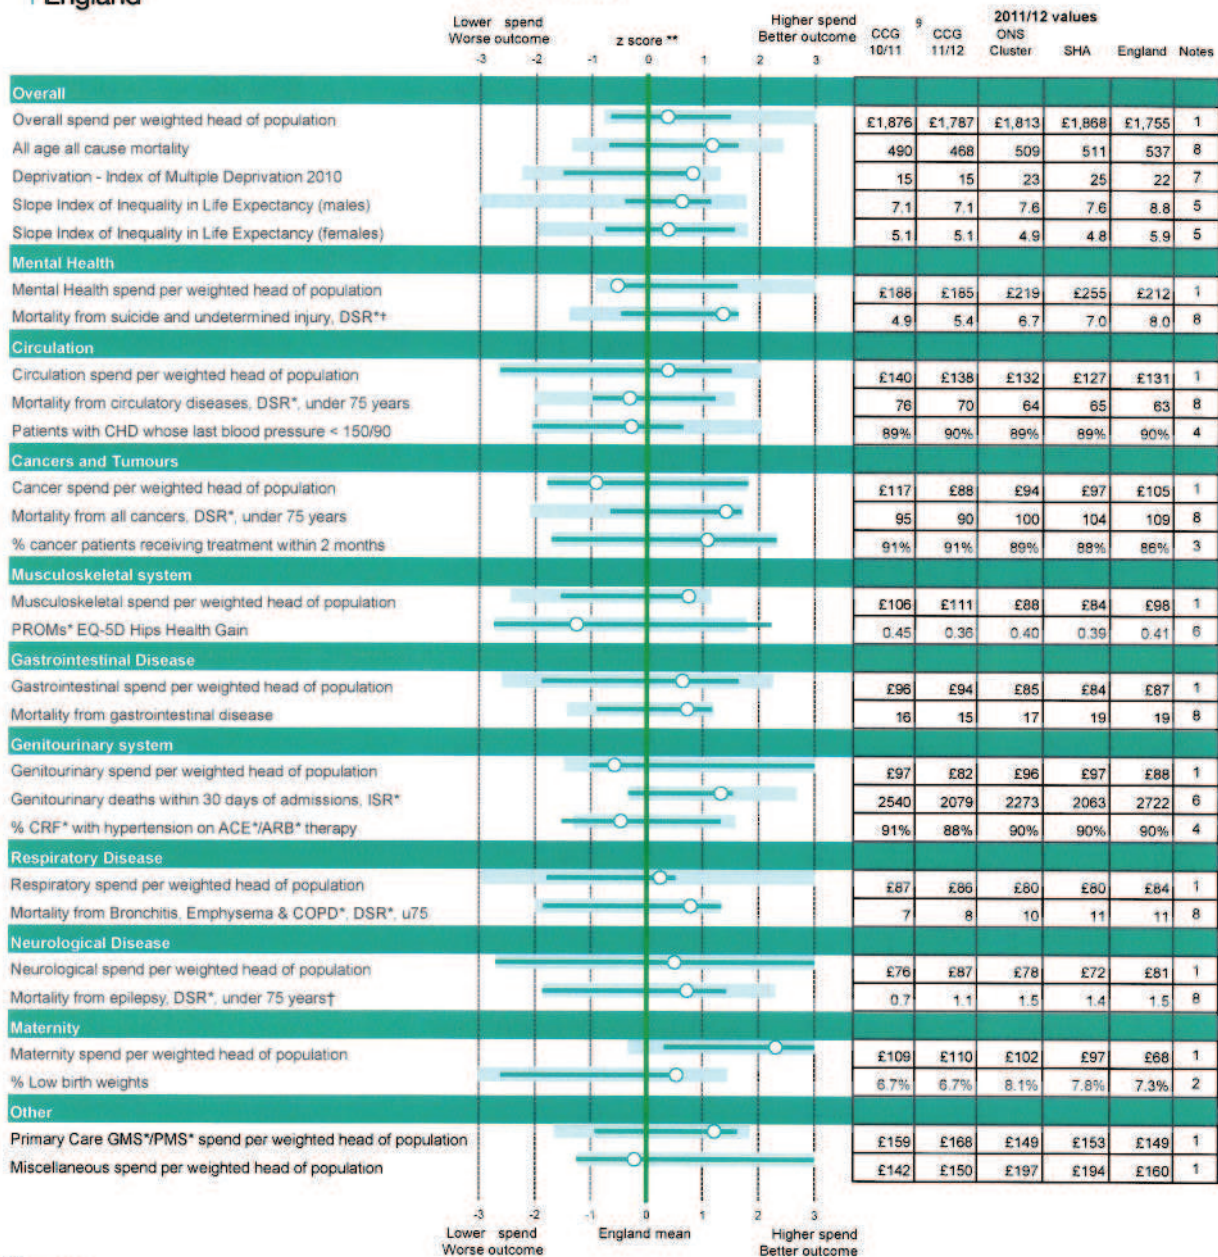 England
Lower spend
Worse outcome
z score **
Higher spend
Better outcome
-3 -2 -1 0 1 2 3
2011/12 values
CCG 10/11 9 CCG 11/12 ONS Cluster SHA England Notes
Overall
Overall spend per weighted head of population £1,876 £1,787 £1,813 £1,868 £1,755 1
All age all cause mortality 490 468 509 511 537 8
Deprivation - Index of Multiple Deprivation 2010 15 15 23 25 22 7
Slope Index of Inequality in Life Expectancy (males) 7.1 7.1 7.6 7.6 8.8 5
Slope Index of Inequality in Life Expectancy (females) 5.1 5.1 4.9 4.8 5.9 5
Mental Health
Mental Health spend per weighted head of population £188 £185 £219 £255 £212 1
Mortality from suicide and undetermined injury, DSR*† 4.9 5.4 6.7 7.0 8.0 8
Circulation
Circulation spend per weighted head of population £140 £138 £132 £127 £131 1
Mortality from circulatory diseases, DSR*, under 75 years 76 70 64 65 63 8
Patients with CHD whose last blood pressure < 150/90 89% 90% 89% 89% 90% 4
Cancers and Tumours
Cancer spend per weighted head of population £117 £88 £94 £97 £105 1
Mortality from all cancers, DSR*, under 75 years 95 90 100 104 109 8
% cancer patients receiving treatment within 2 months 91% 91% 89% 88% 86% 3
Musculoskeletal system
Musculoskeletal spend per weighted head of population £106 £111 £88 £84 £98 1
PROMs* EQ-5D Hips Health Gain 0.45 0.36 0.40 0.39 0.41 6
Gastrointestinal Disease
Gastrointestinal spend per weighted head of population £96 £94 £85 £84 £87 1
Mortality from gastrointestinal disease 16 15 17 19 19 8
Genitourinary system
Genitourinary spend per weighted head of population £97 £82 £96 £97 £88 1
Genitourinary deaths within 30 days of admissions, ISR* 2540 2079 2273 2063 2722 6
% CRF* with hypertension on ACE*/ARB* therapy 91% 88% 90% 90% 90% 4
Respiratory Disease
Respiratory spend per weighted head of population £87 £86 £80 £80 £84 1
Mortality from Bronchitis, Emphysema & COPD*, DSR*, u75 7 8 10 11 11 8
Neurological Disease
Neurological spend per weighted head of population £76 £87 £78 £72 £81 1
Mortality from epilepsy, DSR*, under 75 years† 0.7 1.1 1.5 1.4 1.5 8
Maternity
Maternity spend per weighted head of population £109 £110 £102 £97 £68 1
% Low birth weights 6.7% 6.7% 8.1% 7.8% 7.3% 2
Other
Primary Care GMS*/PMS* spend per weighted head of population £159 £168 £149 £153 £149 1
Miscellaneous spend per weighted head of population £142 £150 £197 £194 £160 1
-3 -2 -1 0 1 2 3
Lower spend
Worse outcome
England mean
Higher spend
Better outcome